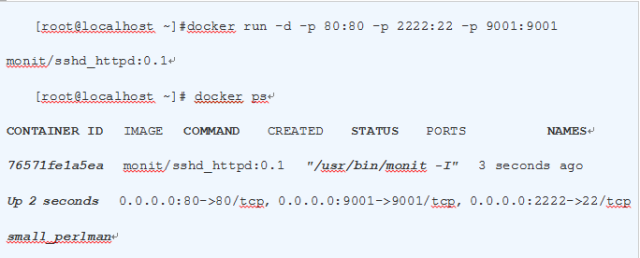 [root@localhost ~]#docker run -d -p 80:80 -p 2222:22 -p 9001:9001
monit/sshd_httpd:0.1↵
[root@localhost ~]# docker ps↵
CONTAINER ID IMAGE COMMAND CREATED STATUS PORTS NAMES↵
76571fe1a5ea monit/sshd_httpd:0.1 "/usr/bin/monit -I" 3 seconds ago
Up 2 seconds 0.0.0.0:80->80/tcp, 0.0.0.0:9001->9001/tcp, 0.0.0.0:2222->22/tcp
small_perlman↵